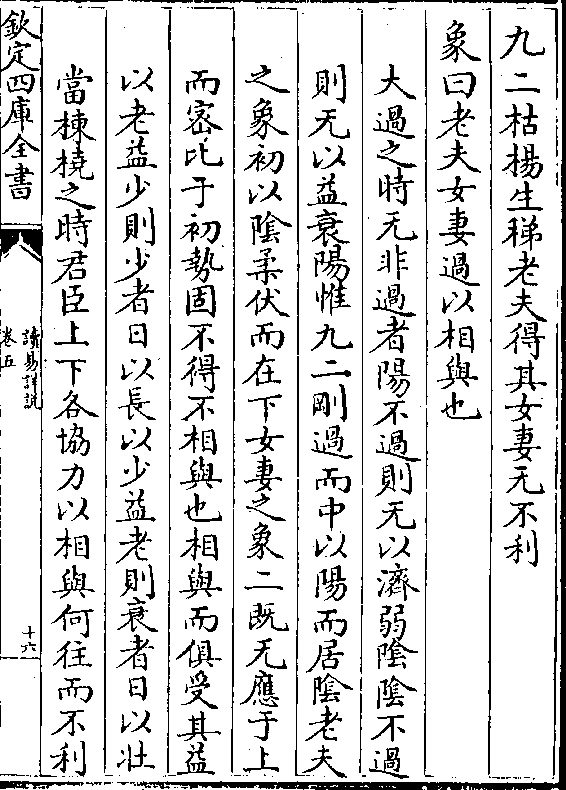 九二枯楊生稊老夫得其女妻无不利
象曰老夫女妻過以相與也
大過之時无非過者陽不過則无以濟弱陰陰不過
則无以益衰陽惟九二剛過而中以陽而居陰老夫
之象初以陰柔伏而在下女妻之象二既无應于上
而宻比于初勢固不得不相與也相與而俱受其益
以老益少則少者日以長以少益老則衰者日以壯
當棟橈之時君臣上下各協力以相與何往而不利
欽定四庫全書
讀易詳說
卷五
十六